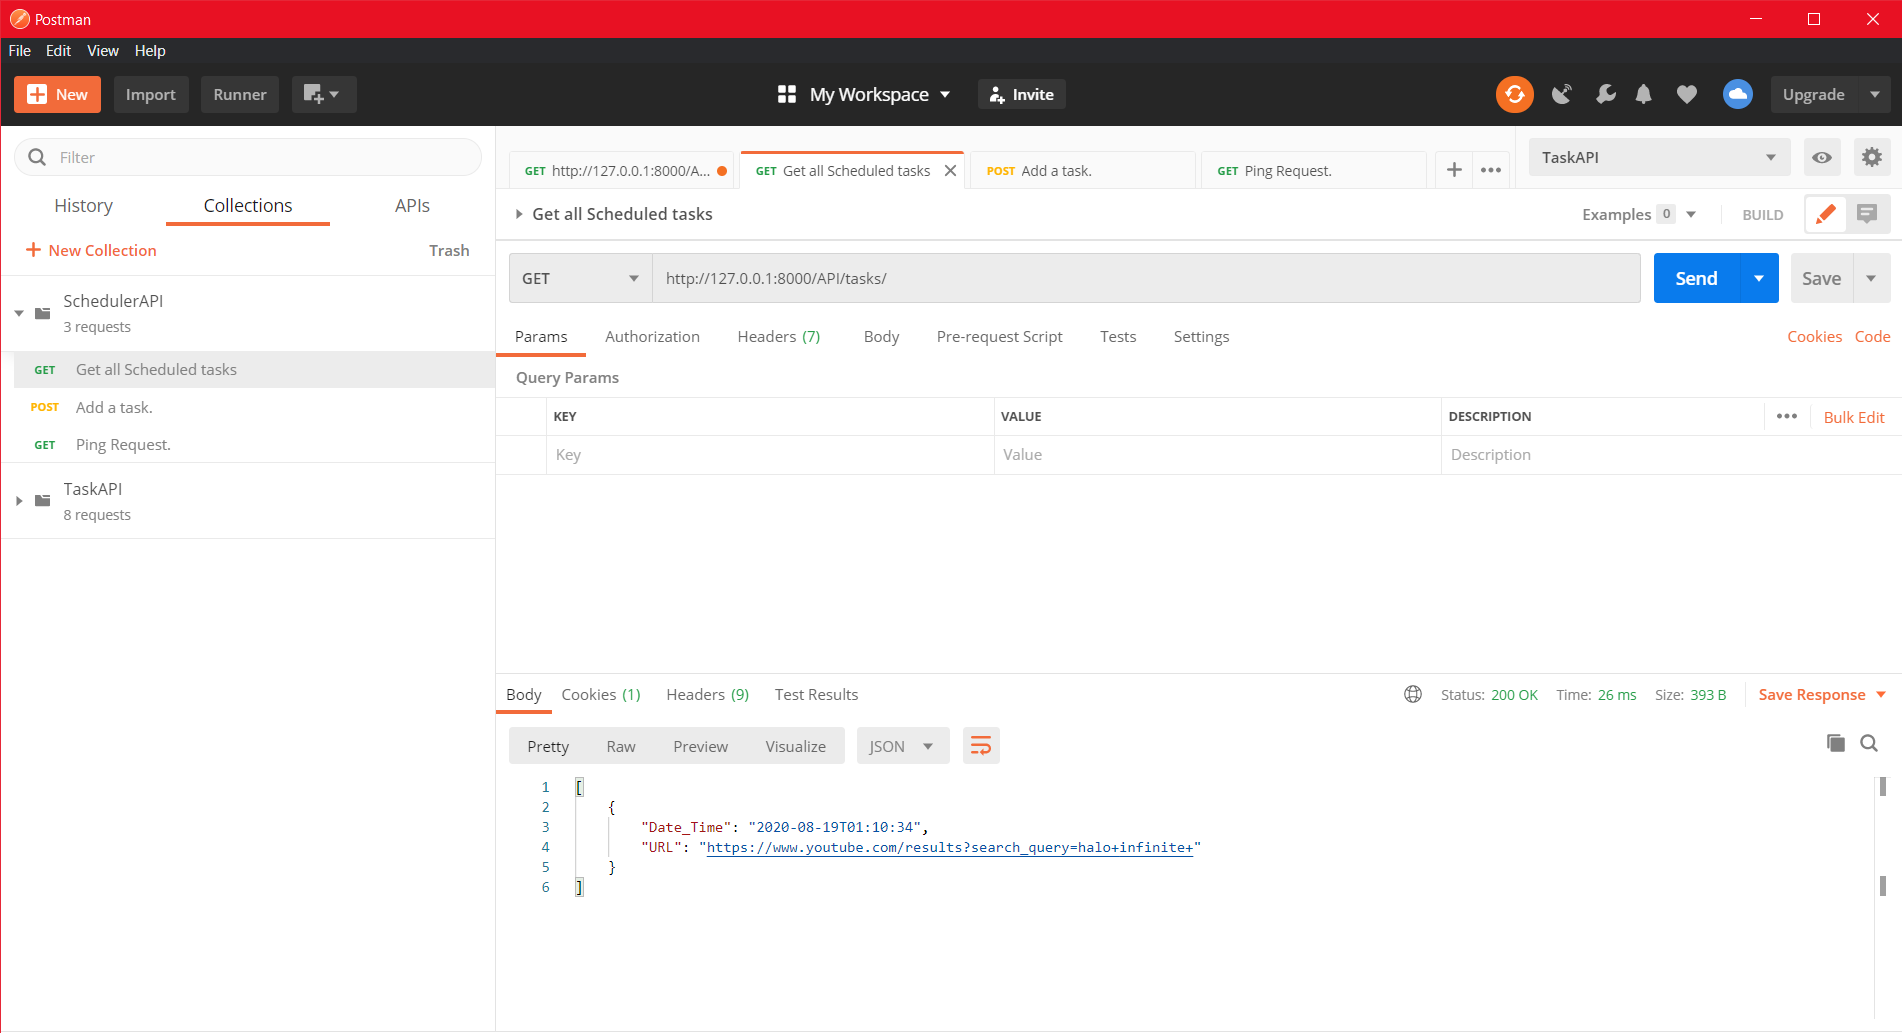 Postman
File Edit View Help
New Import Runner My Workspace Invite Upgrade
Filter
History Collections APIs
New Collection Trash
SchedulerAPI
3 requests
GET Get all Scheduled tasks
POST Add a task.
GET Ping Request.
TaskAPI
8 requests
GET http://127.0.0.1:8000/A... GET Get all Scheduled tasks POST Add a task. GET Ping Request. TaskAPI
Get all Scheduled tasks Examples 0 BUILD
GET http://127.0.0.1:8000/API/tasks/ Send Save
Params Authorization Headers (7) Body Pre-request Script Tests Settings Cookies Code
Query Params
KEY VALUE DESCRIPTION Bulk Edit
Key Value Description
Body Cookies (1) Headers (9) Test Results Status: 200 OK Time: 26 ms Size: 393 B Save Response
Pretty Raw Preview Visualize JSON
1 [
2 {
3 "Date_Time": "2020-08-19T01:10:34",
4 "URL": "https://www.youtube.com/results?search_query=halo+infinite+"
5 }
6 ]